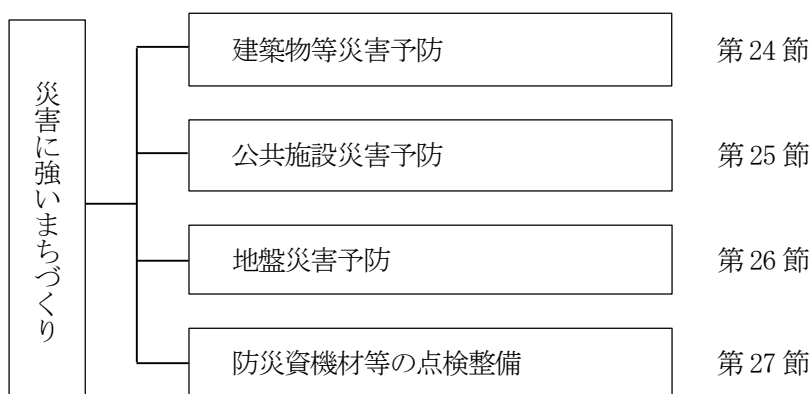 災害に強いまちづくり
建築物等災害予防 第24節
公共施設災害予防 第25節
地盤災害予防 第26節
防災資機材等の点検整備 第27節